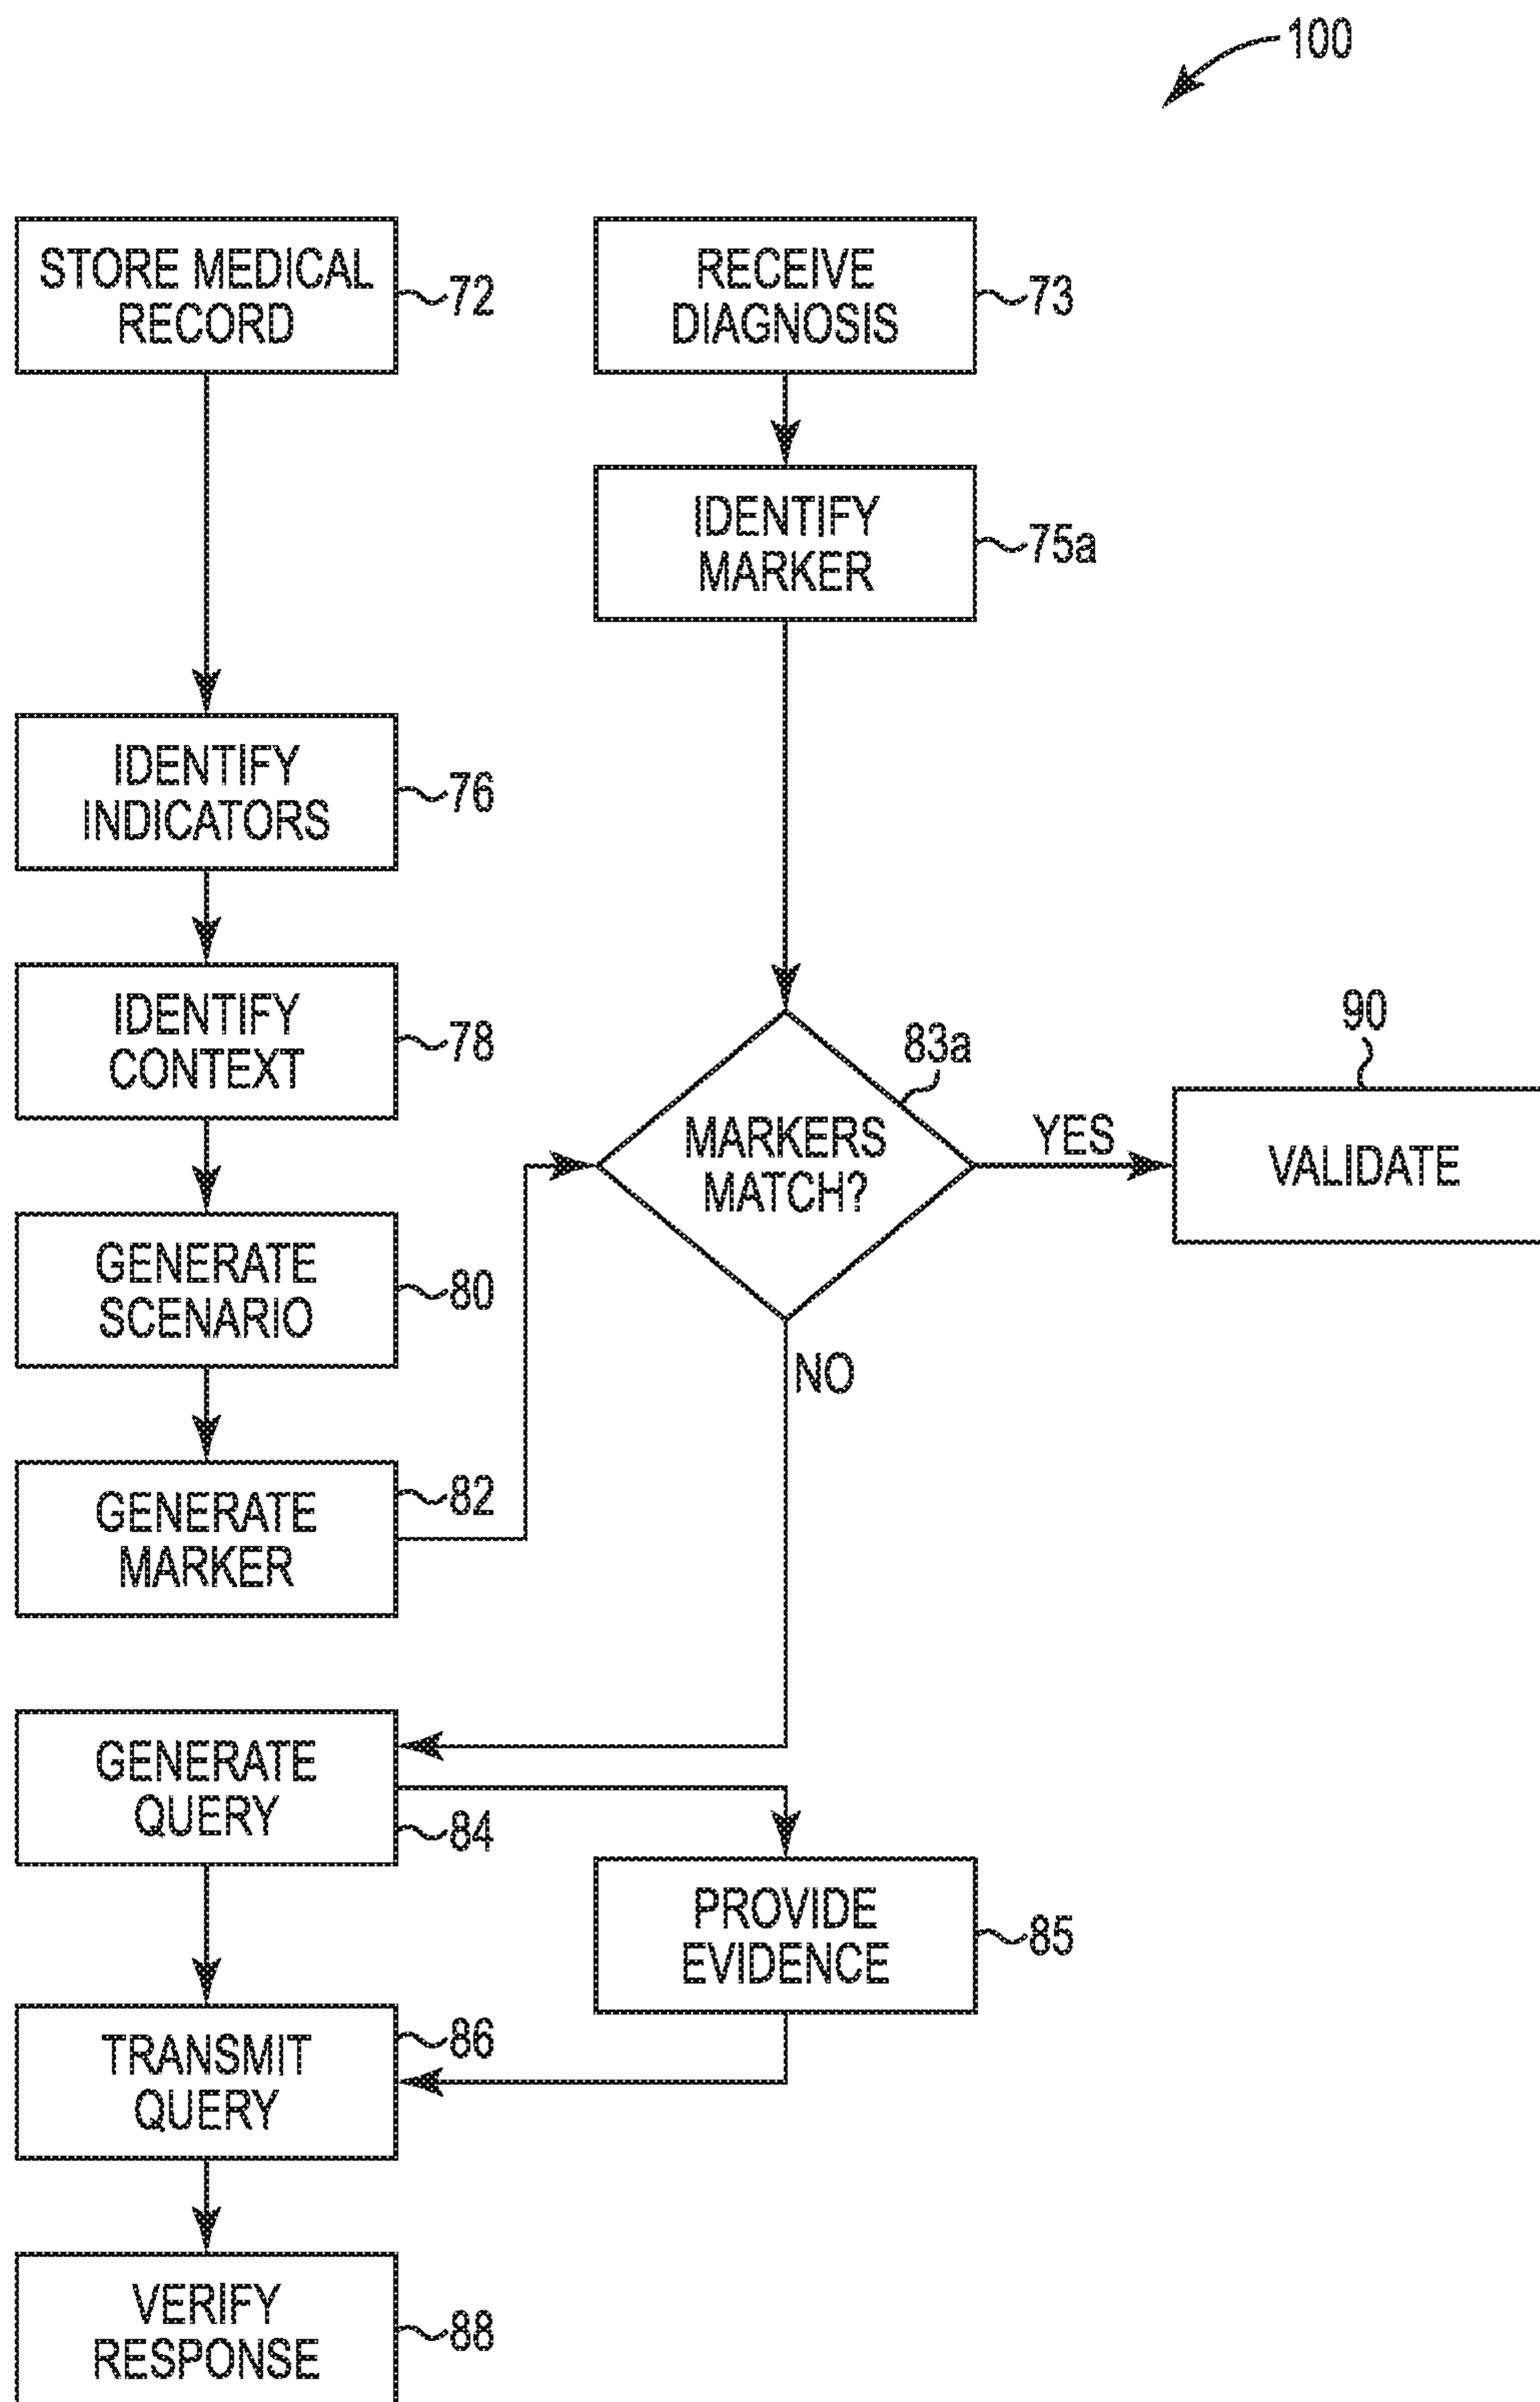 100
STORE MEDICAL
RECORD
72
RECEIVE
DIAGNOSIS
73
IDENTIFY
MARKER
75a
IDENTIFY
INDICATORS
76
IDENTIFY
CONTEXT
78
83a
MARKERS
MATCH?
YES
90
VALIDATE
GENERATE
SCENARIO
80
NO
GENERATE
MARKER
82
GENERATE
QUERY
84
PROVIDE
EVIDENCE
85
TRANSMIT
QUERY
86
VERIFY
RESPONSE
88